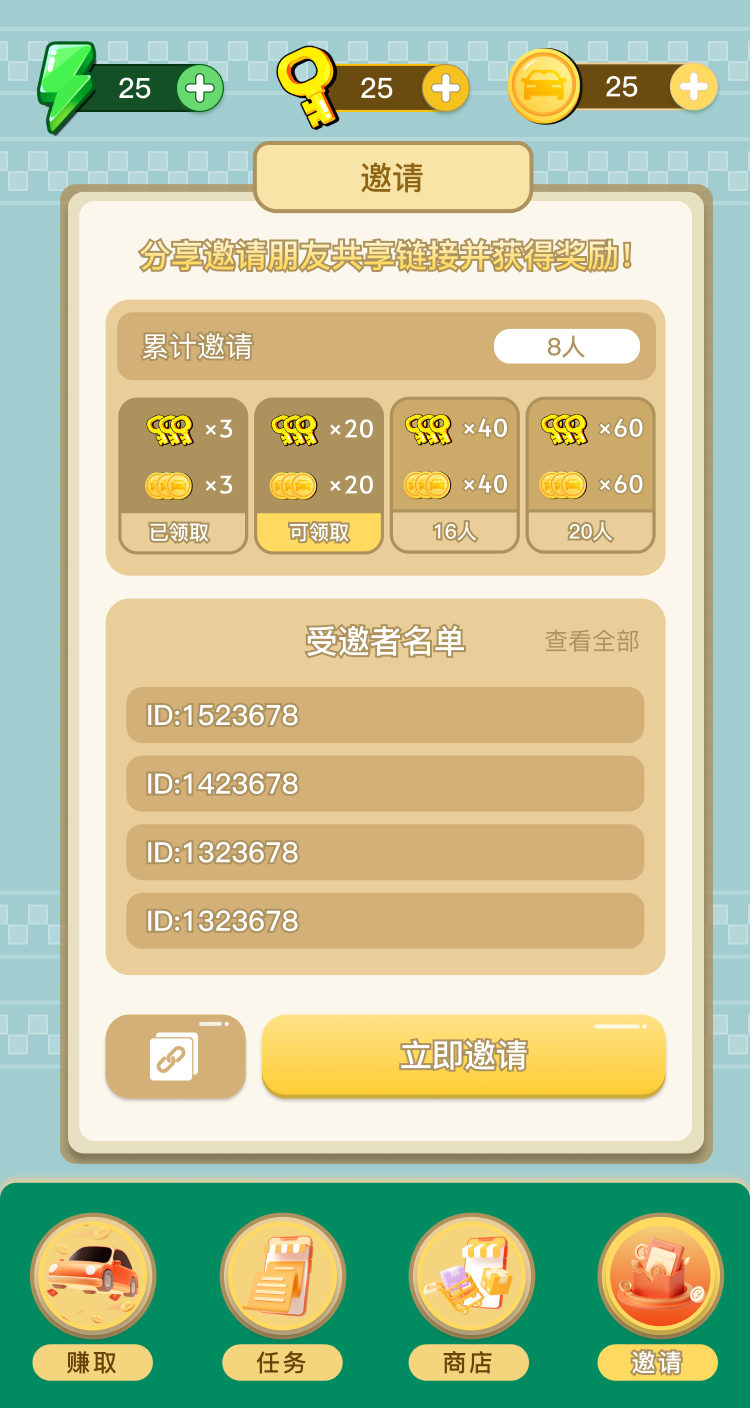 25 25 25
邀请
分享邀请朋友共享链接并获得奖励!
累计邀请 8人
×3 ×20 ×40 ×60
×3 ×20 ×40 ×60
已领取 可领取 16人 20人
受邀者名单 查看全部
ID:1523678
ID:1423678
ID:1323678
ID:1323678
立即邀请
赚取 任务 商店 邀请